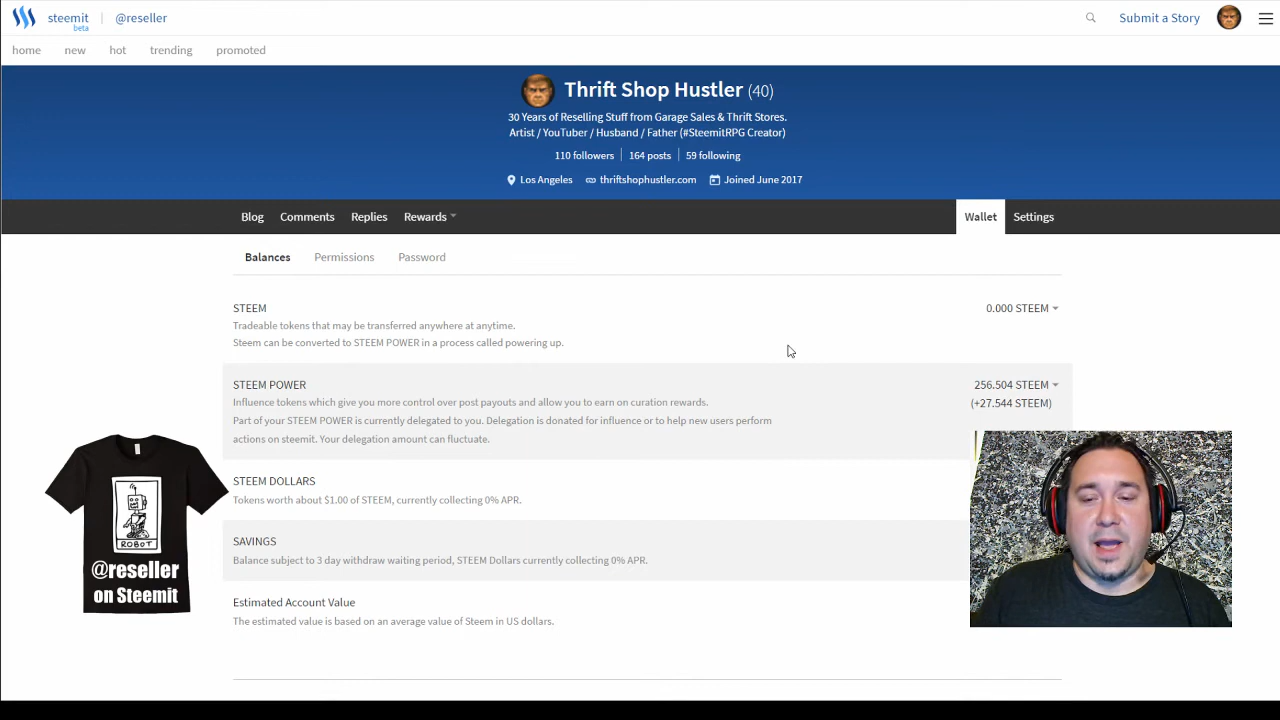 steemit
beta
@reseller
Submit a Story
home new hot trending promoted
Thrift Shop Hustler (40)
30 Years of Reselling Stuff from Garage Sales & Thrift Stores.
Artist / YouTuber / Husband / Father (#SteemitRPG Creator)
110 followers 164 posts 59 following
Los Angeles thriftshophustler.com Joined June 2017
Blog Comments Replies Rewards Wallet Settings
Balances Permissions Password
STEEM 0.000 STEEM
Tradeable tokens that may be transferred anywhere at anytime.
Steem can be converted to STEEM POWER in a process called powering up.
STEEM POWER 256.504 STEEM
Influence tokens which give you more control over post payouts and allow you to earn on curation rewards. (+27.544 STEEM)
Part of your STEEM POWER is currently delegated to you. Delegation is donated for influence or to help new users perform
actions on steemit. Your delegation amount can fluctuate.
STEEM DOLLARS
Tokens worth about $1.00 of STEEM, currently collecting 0% APR.
SAVINGS
Balance subject to 3 day withdraw waiting period, STEEM Dollars currently collecting 0% APR.
Estimated Account Value
The estimated value is based on an average value of Steem in US dollars.
ROBOT
@reseller
on Steemit